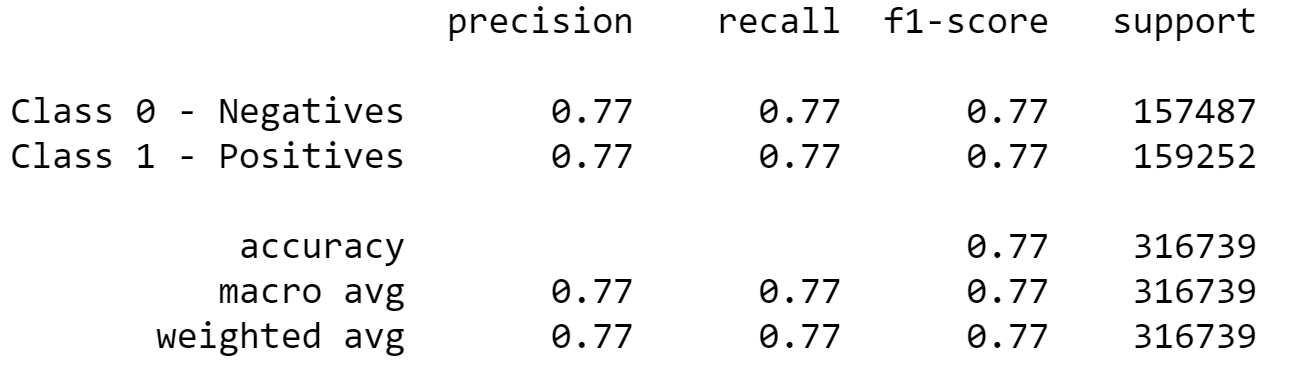 precision recall f1-score support
Class 0 - Negatives 0.77 0.77 0.77 157487
Class 1 - Positives 0.77 0.77 0.77 159252
accuracy 0.77 316739
macro avg 0.77 0.77 0.77 316739
weighted avg 0.77 0.77 0.77 316739